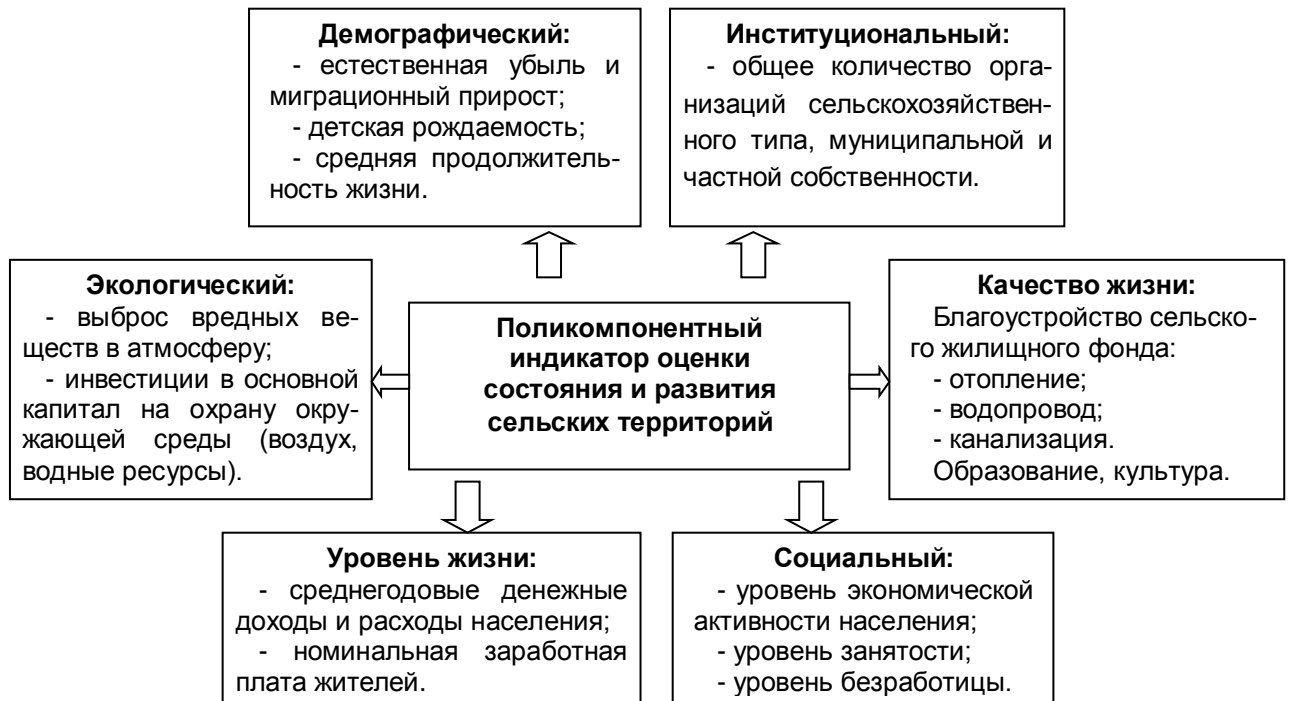 Демографический:
- естественная убыль и
миграционный прирост;
- детская рождаемость;
- средняя продолжитель-
ность жизни.
Институциональный:
- общее количество орга-
низаций сельскохозяйствен-
ного типа, муниципальной и
частной собственности.
Экологический:
- выброс вредных ве-
ществ в атмосферу;
- инвестиции в основной
капитал на охрану окру-
жающей среды (воздух,
водные ресурсы).
Поликомпонентный
индикатор оценки
состояния и развития
сельских территорий
Качество жизни:
Благоустройство сельско-
го жилищного фонда:
- отопление;
- водопровод;
- канализация.
Образование, культура.
Уровень жизни:
- среднегодовые денежные
доходы и расходы населения;
- номинальная заработная
плата жителей.
Социальный:
- уровень экономической
активности населения;
- уровень занятости;
- уровень безработицы.